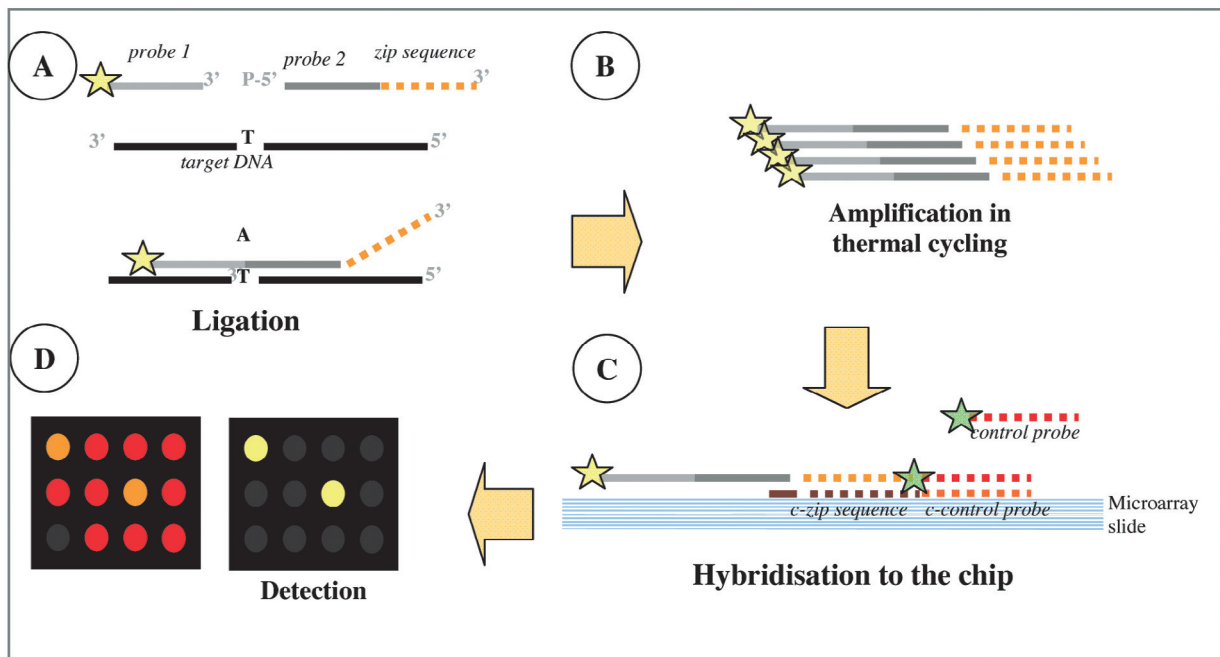 A
probe 1
probe 2
zip sequence
3’
P-5’
3’
3’
T
5’
target DNA
3’
A
3’
T
5’
Ligation
B
Amplification in
thermal cycling
C
control probe
c-zip sequence
c-control probe
Microarray
slide
Hybridisation to the chip
D
Detection